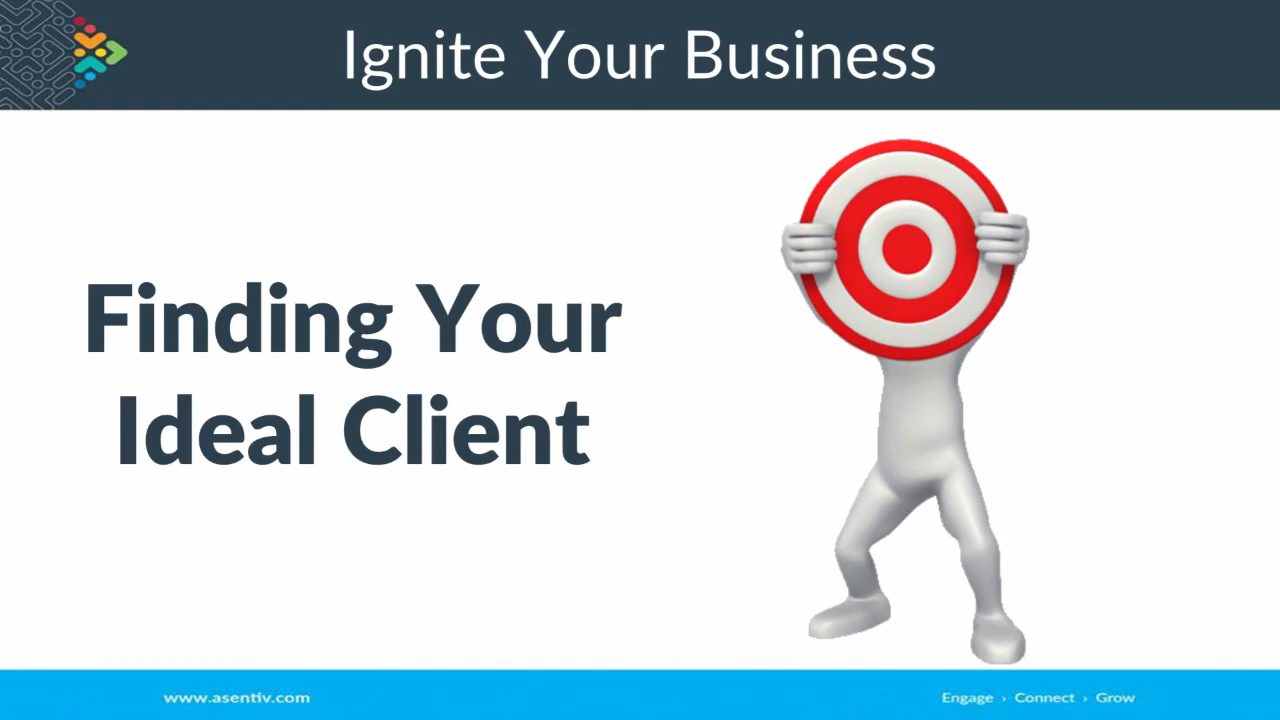 Ignite Your Business
Finding Your
Ideal Client
www.asentiv.com
Engage › Connect › Grow